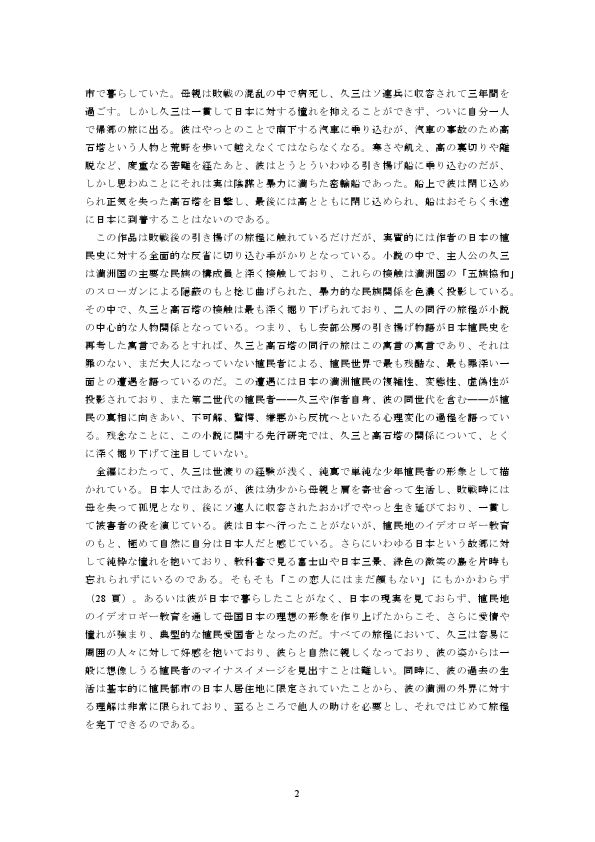 市で暮らしていた。母親は敗戦の混乱の中で病死し、久三はソ連兵に収容されて三年間を
過ごす。しかし久三は一貫して日本に対する憧れを抑えることができず、ついに自分一人
で帰郷の旅に出る。彼はやっとのことで南下する汽車に乗り込むが、汽車の事故のため高
石塔という人物と荒野を歩いて越えなくてはならなくなる。寒さや飢え、高の裏切りや離
脱など、度重なる苦難を経たあと、彼はとうとういわゆる引き揚げ船に乗り込むのだが、
しかし思わぬことにそれは実は陰謀と暴力に満ちた密輸船であった。船上で彼は閉じ込め
られ正気を失った高石塔を目撃し、最後には高とともに閉じ込められ、船はおそらく永遠
に日本に到着することはないのである。
この作品は敗戦後の引き揚げの旅程に触れているだけだが、実質的には作者の日本の植
民史に対する全面的な反省に切り込む手がかりとなっている。小説の中で、主人公の久三
は満洲国の主要な民族の構成員と深く接触しており、これらの接触は満洲国の「五族協和」
のスローガンによる隠蔽のもと捻じ曲げられた、暴力的な民族関係を色濃く投影している。
その中で、久三と高石塔の接触は最も深く掘り下げられており、二人の同行の旅程が小説
の中心的な人物関係となっている。つまり、もし安部公房の引き揚げ物語が日本植民史を
再考した寓言であるとすれば、久三と高石塔の同行の旅はこの寓言の寓言であり、それは
罪のない、まだ大人になっていない植民者による、植民世界で最も残酷な、最も罪深い一
面との遭遇を語っているのだ。この遭遇には日本の満洲植民の複雑性、変態性、虚偽性が
投影されており、また第二世代の植民者――久三や作者自身、彼の同世代を含む――が植
民の真相に向きあい、不可解、驚愕、嫌悪から反抗へといたる心理変化の過程を語ってい
る。残念なことに、この小説に関する先行研究では、久三と高石塔の関係について、とく
に深く掘り下げて注目していない。
全編にわたって、久三は世渡りの経験が浅く、純真で単純な少年植民者の形象として描
かれている。日本人ではあるが、彼は幼少から母親と肩を寄せ合って生活し、敗戦時には
母を失って孤児となり、後にソ連人に収容されたおかげでやっと生き延びており、一貫し
て被害者の役を演じている。彼は日本へ行ったことがないが、植民地のイデオロギー教育
のもと、極めて自然に自分は日本人だと感じている。さらにいわゆる日本という故郷に対
して純粋な憧れを抱いており、教科書で見る富士山や日本三景、緑色の微笑の島を片時も
忘れられずにいるのである。そもそも「この恋人にはまだ顔もない」にもかかわらず
（28 頁）。あるいは彼が日本で暮らしたことがなく、日本の現実を見ておらず、植民地
のイデオロギー教育を通して母国日本の理想の形象を作り上げたからこそ、さらに愛情や
憧れが強まり、典型的な植民愛国者となったのだ。すべての旅程において、久三は容易に
周囲の人々に対して好感を抱いており、彼らと自然に親しくなっており、彼の姿からは一
般に想像しうる植民者のマイナスイメージを見出すことは難しい。同時に、彼の過去の生
活は基本的に植民都市の日本人居住地に限定されていたことから、彼の満洲の外界に対す
る理解は非常に限られており、至るところで他人の助けを必要とし、それではじめて旅程
を完了できるのである。
2